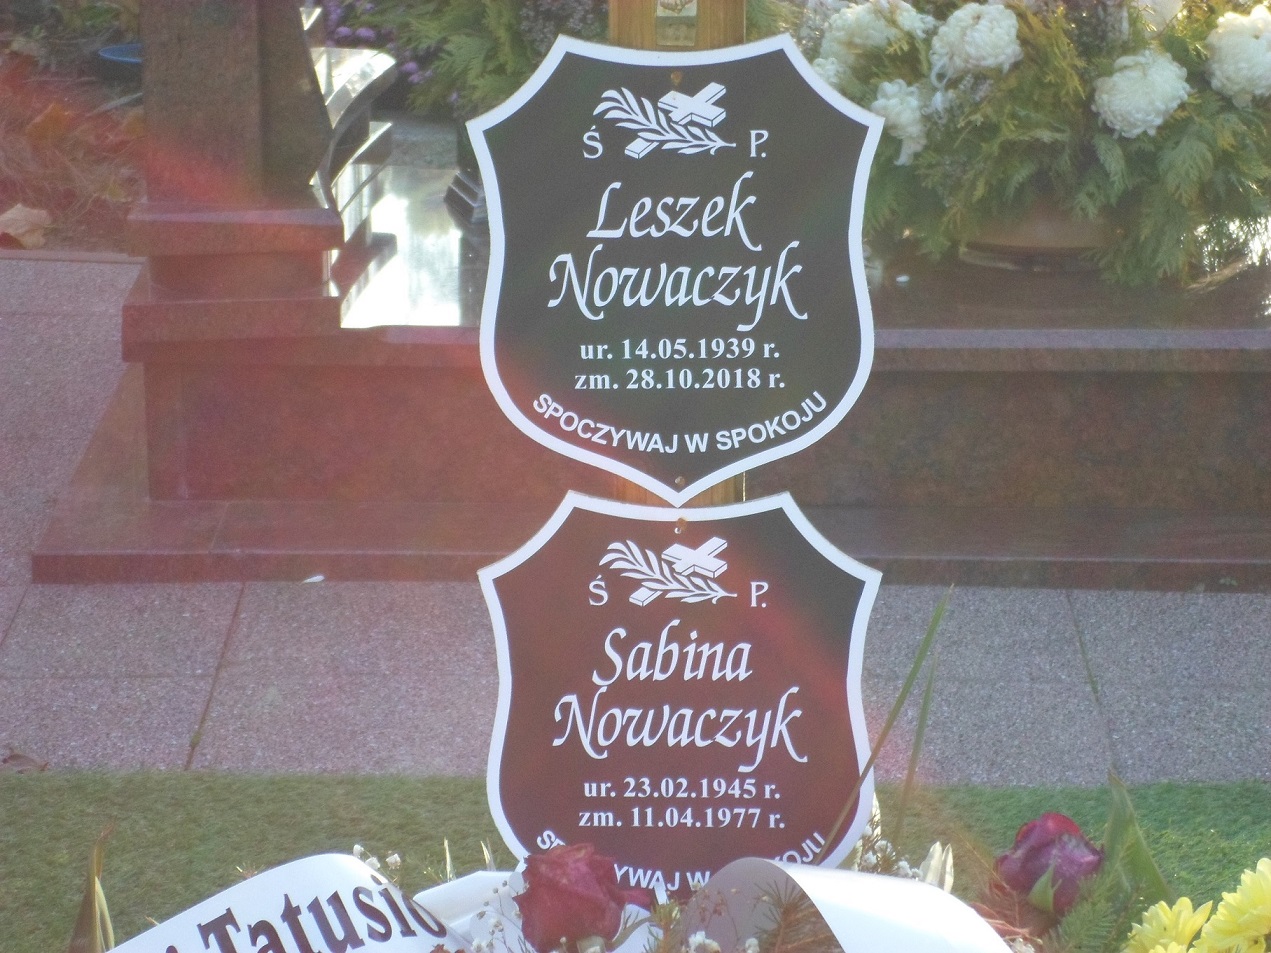 Ś P.
Leszek
Nowaczyk
ur. 14.05.1939 r.
zm. 28.10.2018 r.
SPOCZYWAJ W SPOKOJU
Ś P.
Sabina
Nowaczyk
ur. 23.02.1945 r.
zm. 11.04.1977 r.